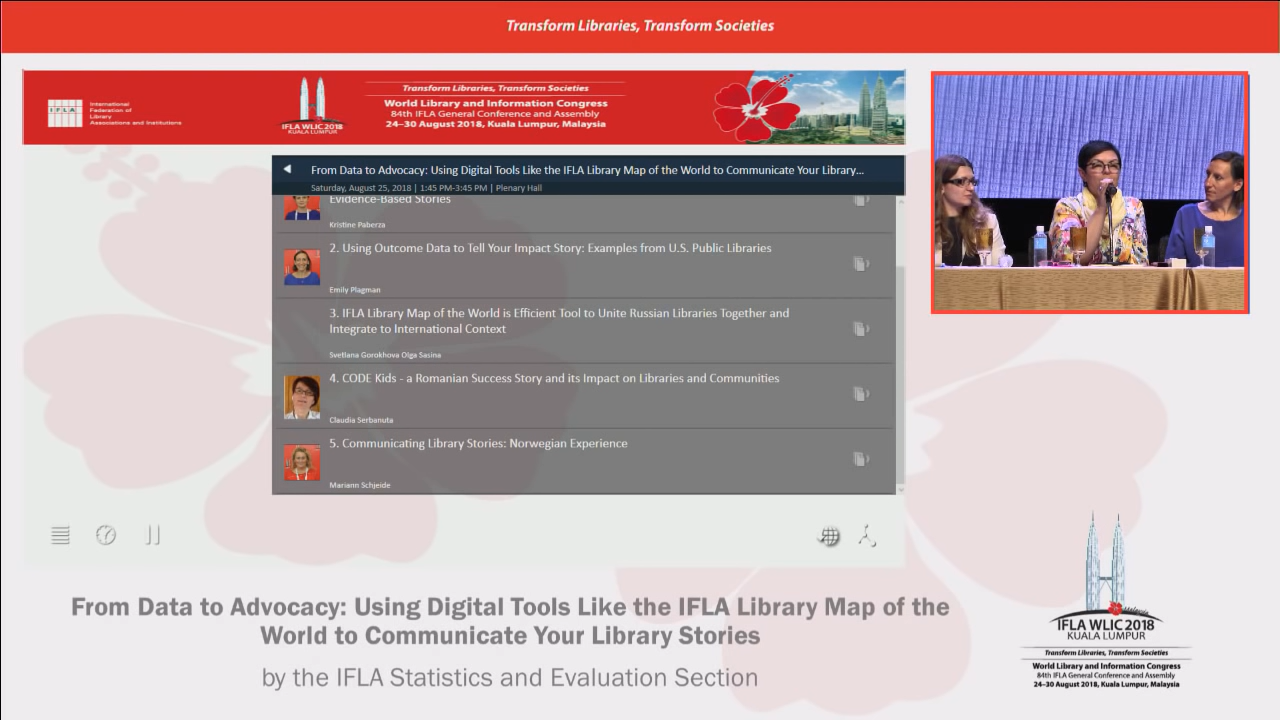 Transform Libraries, Transform Societies
IFLA
International
Federation of
Library
Associations and Institutions
IFLA WLIC 2018
KUALA LUMPUR
Transform Libraries, Transform Societies
World Library and Information Congress
84th IFLA General Conference and Assembly
24–30 August 2018, Kuala Lumpur, Malaysia
From Data to Advocacy: Using Digital Tools Like the IFLA Library Map of the World to Communicate Your Library...
Saturday, August 25, 2018 | 1:45 PM-3:45 PM | Plenary Hall
Evidence-Based Stories
Kristine Paberza
2. Using Outcome Data to Tell Your Impact Story: Examples from U.S. Public Libraries
Emily Plagman
3. IFLA Library Map of the World is Efficient Tool to Unite Russian Libraries Together and
Integrate to International Context
Svetlana Gorokhova Olga Sasina
4. CODE Kids - a Romanian Success Story and its Impact on Libraries and Communities
Claudia Serbanuta
5. Communicating Library Stories: Norwegian Experience
Mariann Schjeide
From Data to Advocacy: Using Digital Tools Like the IFLA Library Map of the
World to Communicate Your Library Stories
by the IFLA Statistics and Evaluation Section
Malaysia
IFLA WLIC 2018
KUALA LUMPUR
Transform Libraries, Transform Societies
World Library and Information Congress
84th IFLA General Conference and Assembly
24–30 August 2018, Kuala Lumpur, Malaysia